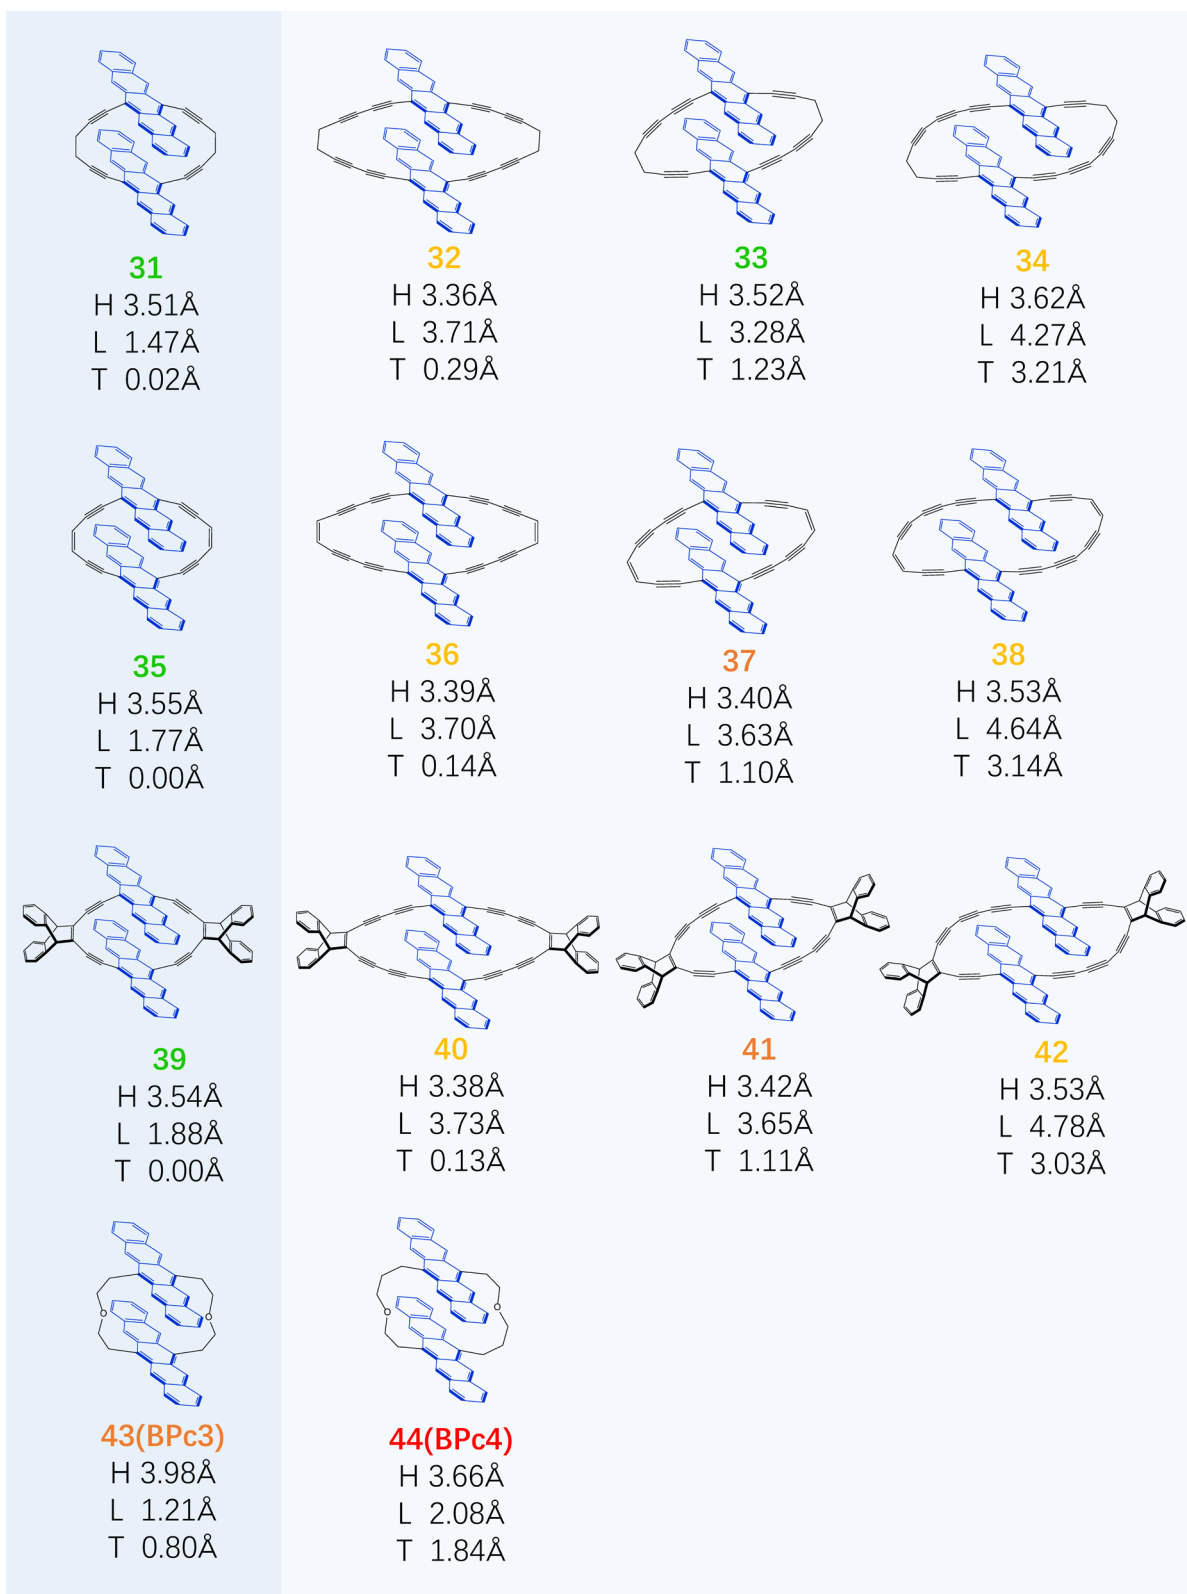 31
H 3.51Å
L 1.47Å
T 0.02Å
32
H 3.36Å
L 3.71Å
T 0.29Å
33
H 3.52Å
L 3.28Å
T 1.23Å
34
H 3.62Å
L 4.27Å
T 3.21Å
35
H 3.55Å
L 1.77Å
T 0.00Å
36
H 3.39Å
L 3.70Å
T 0.14Å
37
H 3.40Å
L 3.63Å
T 1.10Å
38
H 3.53Å
L 4.64Å
T 3.14Å
39
H 3.54Å
L 1.88Å
T 0.00Å
40
H 3.38Å
L 3.73Å
T 0.13Å
41
H 3.42Å
L 3.65Å
T 1.11Å
42
H 3.53Å
L 4.78Å
T 3.03Å
O
O
43(BPc3)
H 3.98Å
L 1.21Å
T 0.80Å
O
O
44(BPc4)
H 3.66Å
L 2.08Å
T 1.84Å